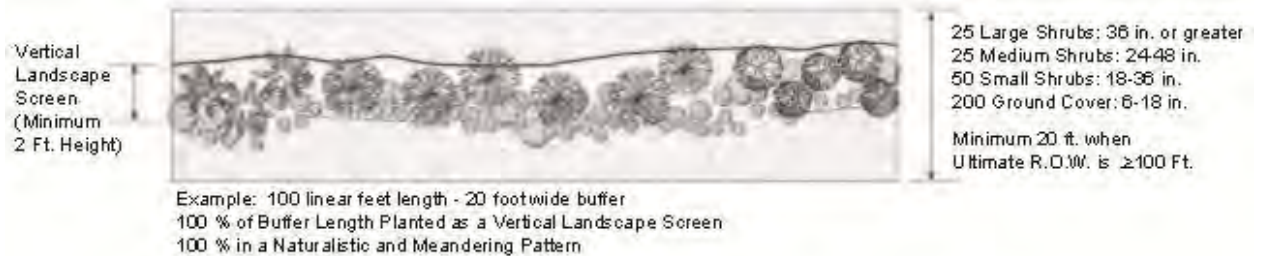 Vertical
Landscape
Screen
(Minimum
2 Ft. Height)
25 Large Shrubs: 36 in. or greater
25 Medium Shrubs: 24-48 in.
50 Small Shrubs: 18-36 in.
200 Ground Cover: 6-18 in.
Minimum 20 ft. when
Ultimate R.O.W. is ≥100 Ft.
Example: 100 linear feet length - 20 foot wide buffer
100 % of Buffer Length Planted as a Vertical Landscape Screen
100 % in a Naturalistic and Meandering Pattern